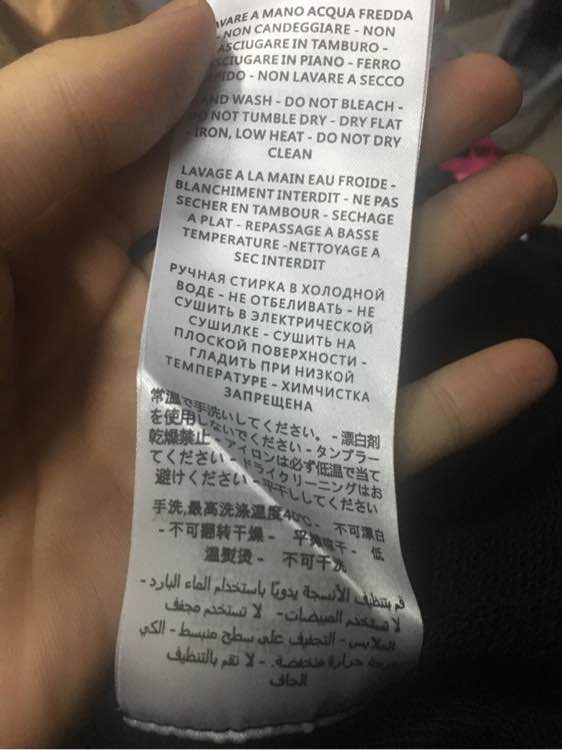 LAVARE A MANO ACQUA FREDDA
- NON CANDEGGIARE - NON
ASCIUGARE IN TAMBURO -
ASCIUGARE IN PIANO - FERRO
- NON LAVARE A SECCO
HAND WASH - DO NOT BLEACH -
DO NOT TUMBLE DRY - DRY FLAT
- IRON, LOW HEAT - DO NOT DRY
CLEAN
LAVAGE A LA MAIN EAU FROIDE -
BLANCHIMENT INTERDIT - NE PAS
SECHER EN TAMBOUR - SECHAGE
A PLAT - REPASSAGE A BASSE
TEMPERATURE -NETTOYAGE A
SEC INTERDIT
РУЧНАЯ СТИРКА В ХОЛОДНОЙ
ВОДЕ - НЕ ОТБЕЛИВАТЬ - НЕ
СУШИТЬ В ЭЛЕКТРИЧЕСКОЙ
СУШИЛКЕ - СУШИТЬ НА
ПЛОСКОЙ ПОВЕРХНОСТИ -
ГЛАДИТЬ ПРИ НИЗКОЙ
ТЕМПЕРАТУРЕ - ХИМЧИСТКА
ЗАПРЕЩЕНА
常温で手洗いしてください。- 漂白剤
を使用しないでください - タンブラー
乾燥禁止 - アイロンは必ず低温で当て
てください - ドライクリーニングはお
避けください - 平干ししてください
手洗,最高洗涤温度40℃ - 不可漂白
- 不可翻转干燥 - 平摊晾干 - 低
温熨烫 - 不可干洗
قم بتنظيف الأنسجة يدويًا باستخدام الماء البارد -
لا تستخدم المبيضات - لا تستخدم مجفف
الملابس - التجفيف على سطح منبسط - الكي
بدرجة حرارة منخفضة. - لا تقم بالتنظيف
الجاف